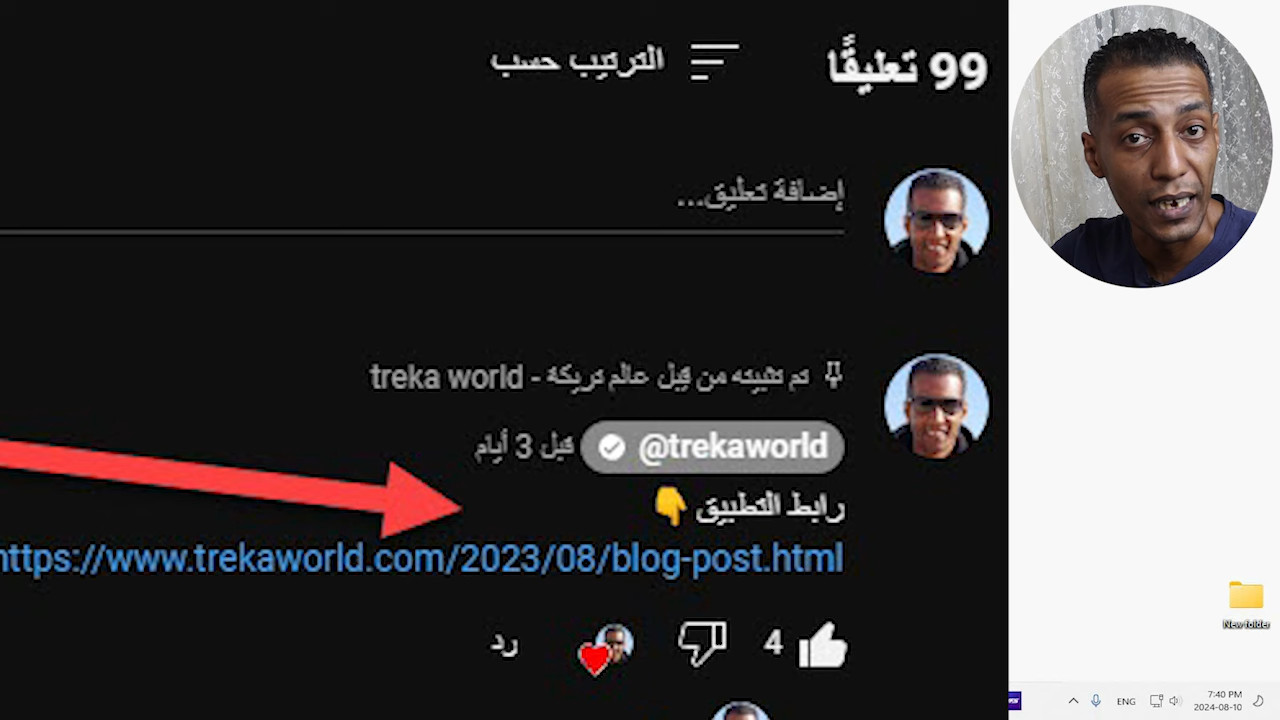 99 تعليقًا
الترتيب حسب
إضافة تعليق...
تم تثبيته من قِبل عالم تريكة - treka world
@trekaworld قبل 3 أيام
رابط التطبيق 👇
https://www.trekaworld.com/2023/08/blog-post.html
4
رد
New folder
ENG
7:40 PM
2024-08-10